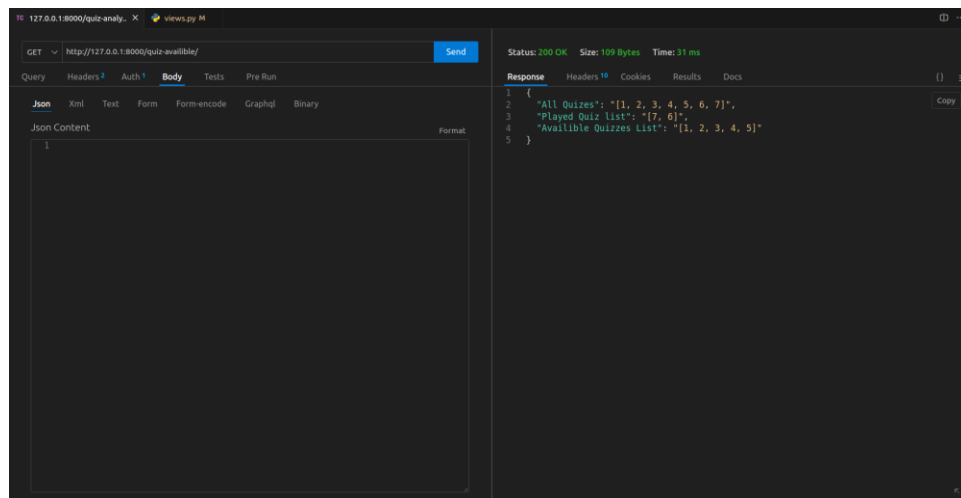 TC 127.0.0.1:8000/quiz-analy.. × views.py M
GET http://127.0.0.1:8000/quiz-availible/ Send
Query Headers 2 Auth 1 Body Tests Pre Run
Json Xml Text Form Form-encode Graphql Binary
Json Content Format
1
Status: 200 OK Size: 109 Bytes Time: 31 ms
Response Headers 10 Cookies Results Docs {}
Copy
1 {
2 "All Quizes": "[1, 2, 3, 4, 5, 6, 7]",
3 "Played Quiz list": "[7, 6]",
4 "Availible Quizzes List": "[1, 2, 3, 4, 5]"
5 }